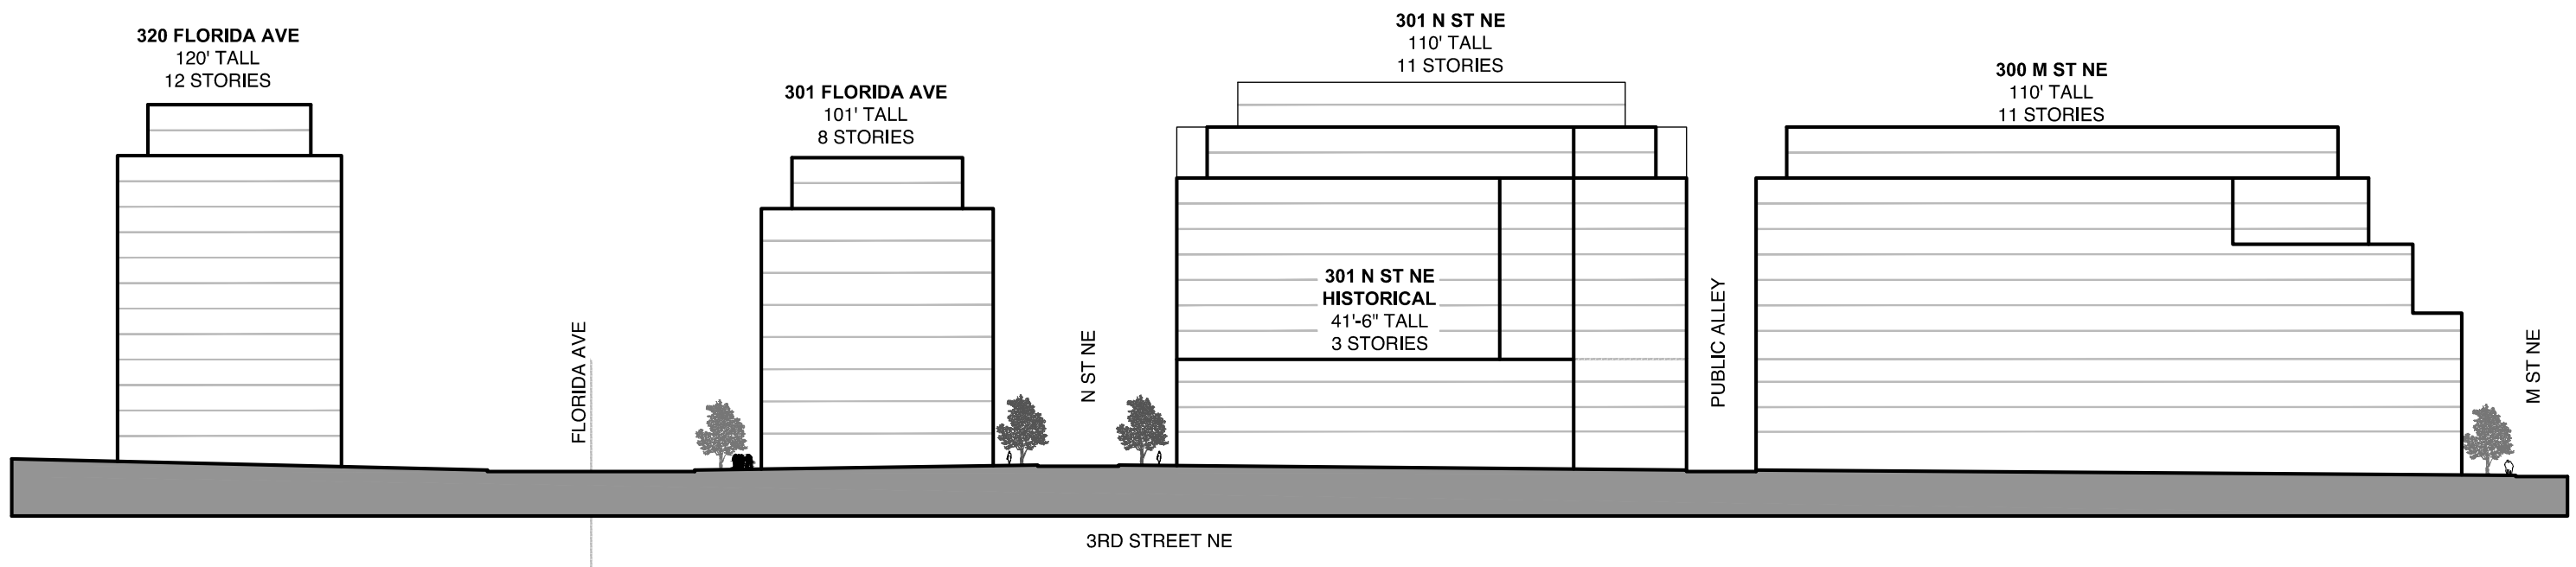 320 FLORIDA AVE
120' TALL
12 STORIES
301 FLORIDA AVE
101' TALL
8 STORIES
301 N ST NE
110' TALL
11 STORIES
300 M ST NE
110' TALL
11 STORIES
301 N ST NE
HISTORICAL
41'-6" TALL
3 STORIES
FLORIDA AVE
N ST NE
PUBLIC ALLEY
M ST NE
3RD STREET NE